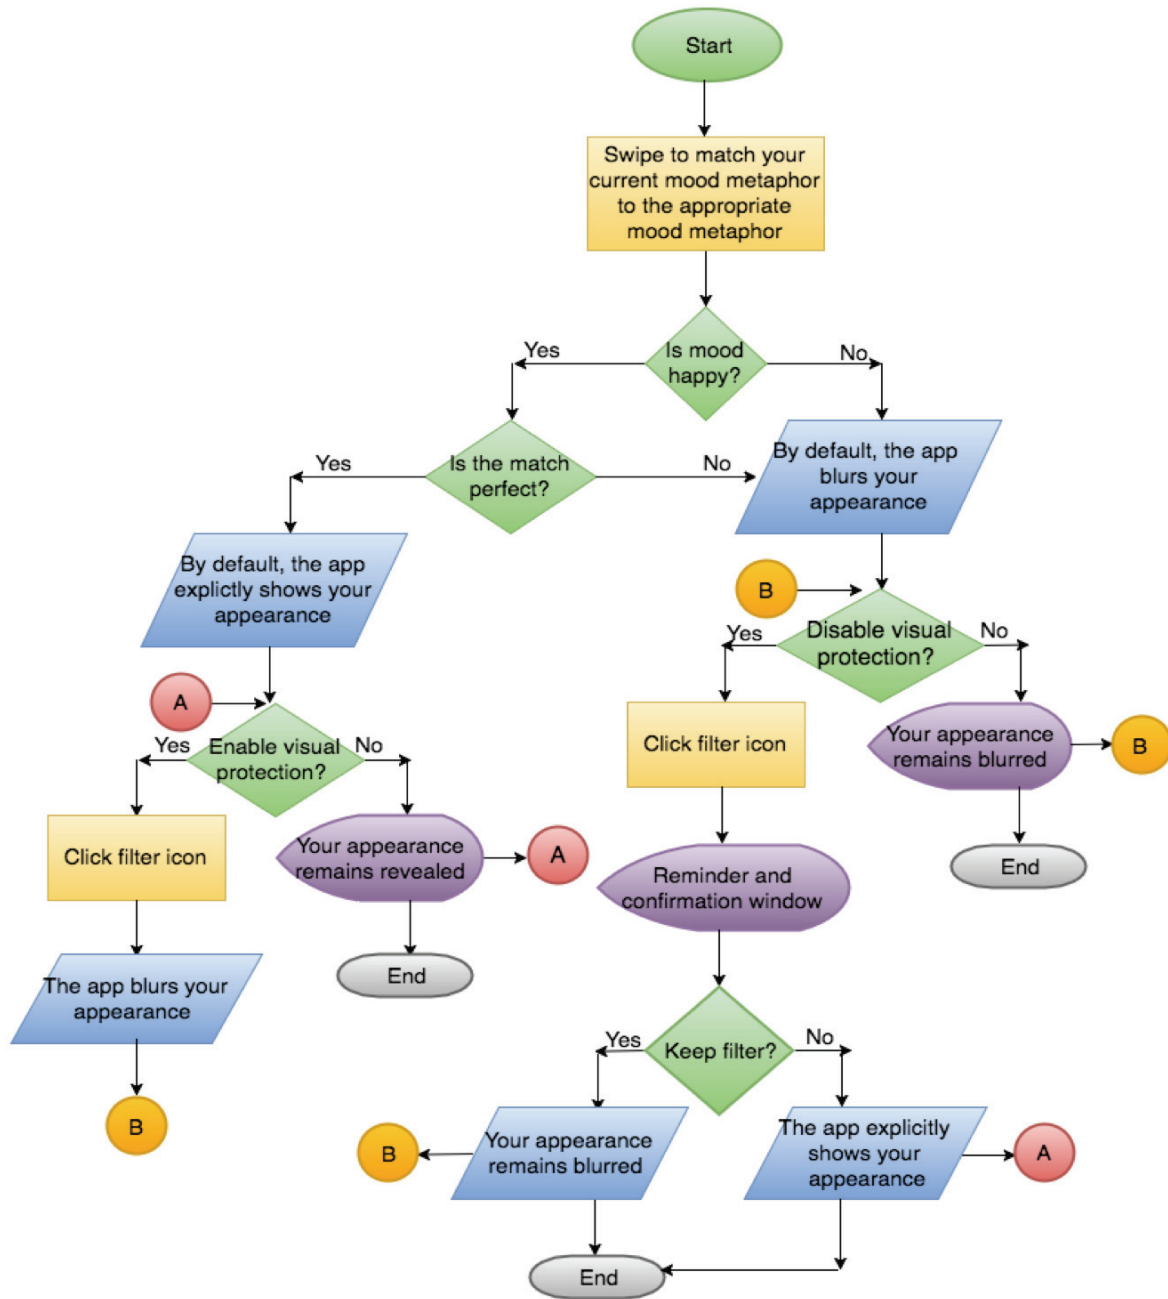 Start
Swipe to match your
current mood metaphor
to the appropriate
mood metaphor
Is mood
happy?
Yes
No
Is the match
perfect?
Yes
No
By default, the app
blurs your
appearance
By default, the app
explictly shows your
appearance
B
Disable visual
protection?
Yes
No
A
Enable visual
protection?
Yes
No
Click filter icon
Your appearance
remains blurred
B
Click filter icon
Your appearance
remains revealed
A
Reminder and
confirmation window
End
The app blurs your
appearance
End
Keep filter?
Yes
No
B
B
Your appearance
remains blurred
The app explicitly
shows your
appearance
A
End